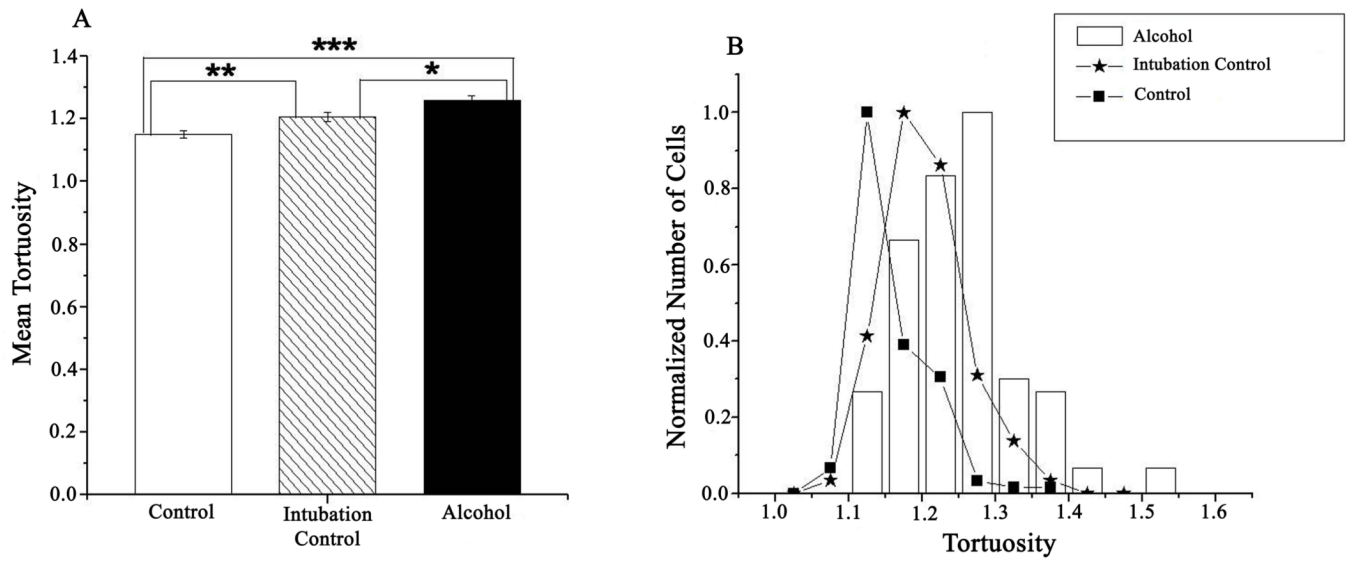 A
***
**
*
1.4
1.2
1.0
0.8
0.6
0.4
0.2
0.0
Mean Tortuosity
Control
Intubation
Control
Alcohol
B
Alcohol
Intubation Control
Control
1.0
0.8
0.6
0.4
0.2
0.0
Normalized Number of Cells
1.0 1.1 1.2 1.3 1.4 1.5 1.6
Tortuosity